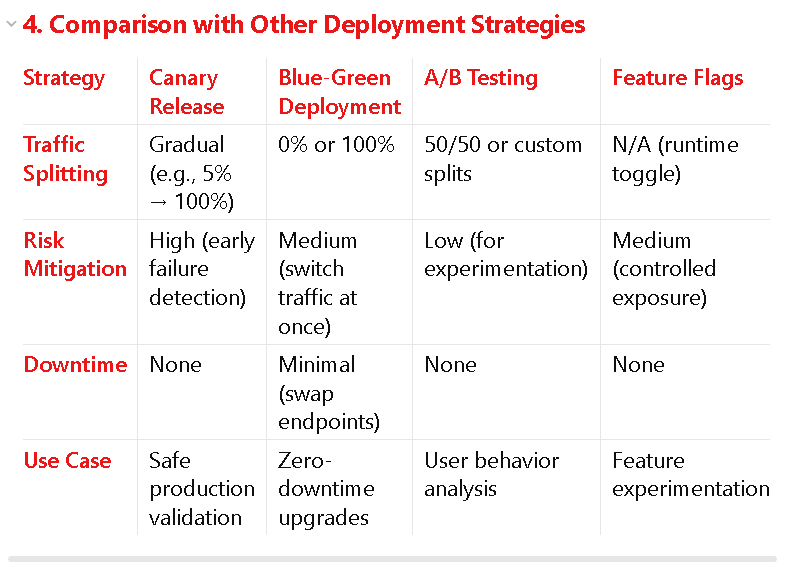 4. Comparison with Other Deployment Strategies
Strategy Canary Blue-Green A/B Testing Feature Flags
Release Deployment
Traffic Gradual 0% or 100% 50/50 or custom N/A (runtime
Splitting (e.g., 5% splits toggle)
→ 100%)
Risk High (early Medium Low (for Medium
Mitigation failure (switch experimentation) (controlled
detection) traffic at exposure)
once)
Downtime None Minimal None None
(swap
endpoints)
Use Case Safe Zero- User behavior Feature
production downtime analysis experimentation
validation upgrades